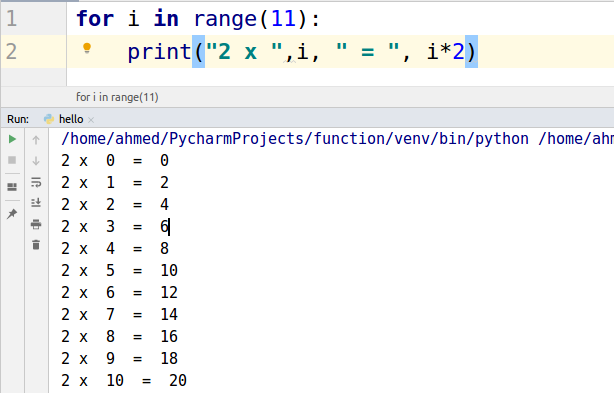 1 for i in range(11):
2 print("2 x ",i, " = ", i*2)
for i in range(11)
Run: hello ×
/home/ahmed/PycharmProjects/function/venv/bin/python
2 x  0  =  0
2 x  1  =  2
2 x  2  =  4
2 x  3  =  6
2 x  4  =  8
2 x  5  =  10
2 x  6  =  12
2 x  7  =  14
2 x  8  =  16
2 x  9  =  18
2 x  10  =  20